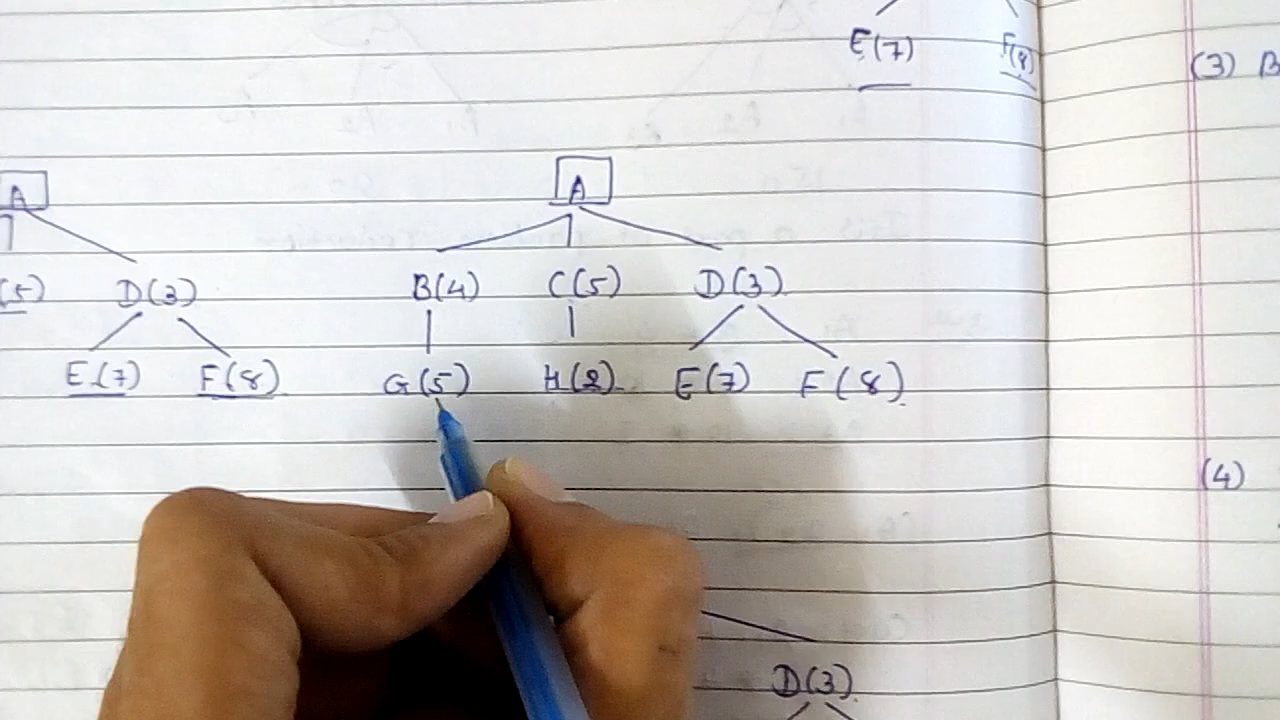 E(7) F(8)
(3) B
A A
(5) D(3) B(4) C(5) D(3)
E(7) F(8) G(5) H(2) E(7) F(8)
(4)
D(3)